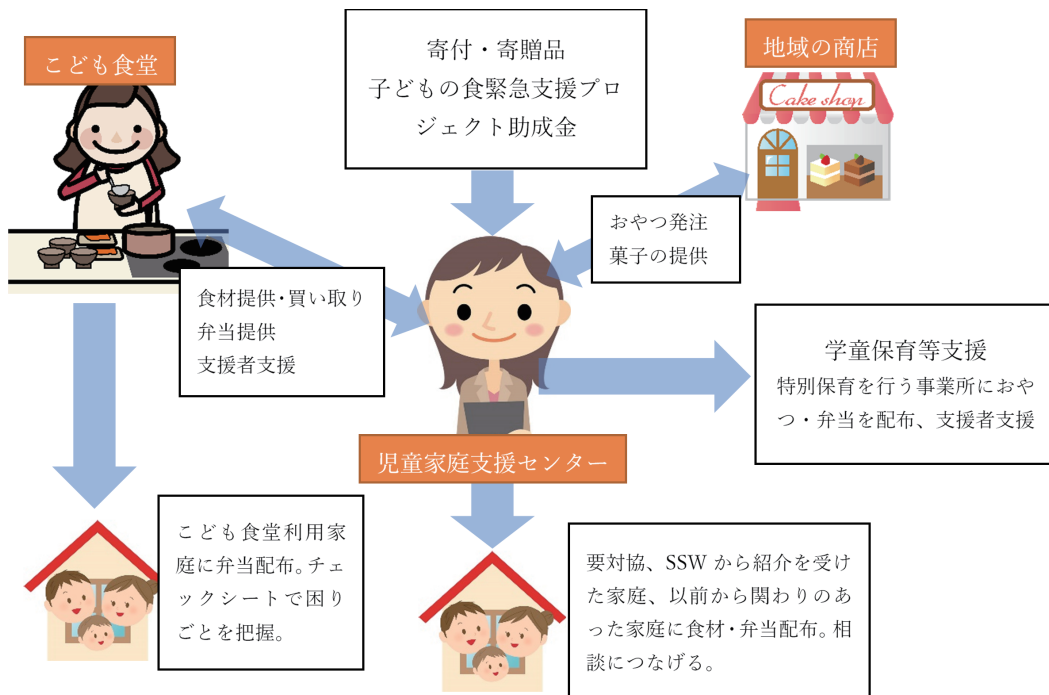 こども食堂
寄付・寄贈品
子どもの食緊急支援プロ
ジェクト助成金
地域の商店
Cake shop
おやつ発注
菓子の提供
食材提供・買い取り
弁当提供
支援者支援
学童保育等支援
特別保育を行う事業所におや
つ・弁当を配布、支援者支援
児童家庭支援センター
こども食堂利用家
庭に弁当配布。チェ
ックシートで困り
ごとを把握。
要対協、SSW から紹介を受け
た家庭、以前から関わりのあ
った家庭に食材・弁当配布。相
談につなげる。